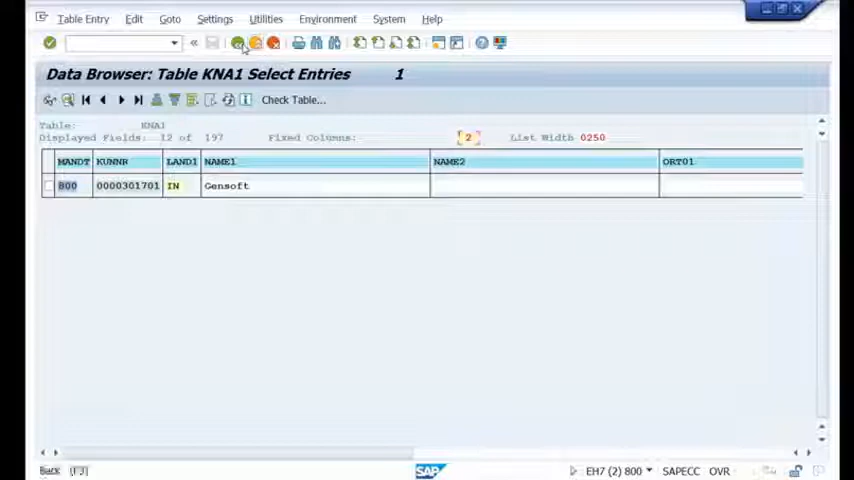 Table Entry Edit Goto Settings Utilities Environment System Help
Data Browser: Table KNA1 Select Entries 1
Check Table...
Table: KNA1
Displayed Fields: 12 of 197 Fixed Columns: 2 List Width 0250
MANDT KUNNR LAND1 NAME1 NAME2 ORT01
800 0000301701 IN Gensoft
Back (F3) SAP EH7 (2) 800 SAPECC OVR